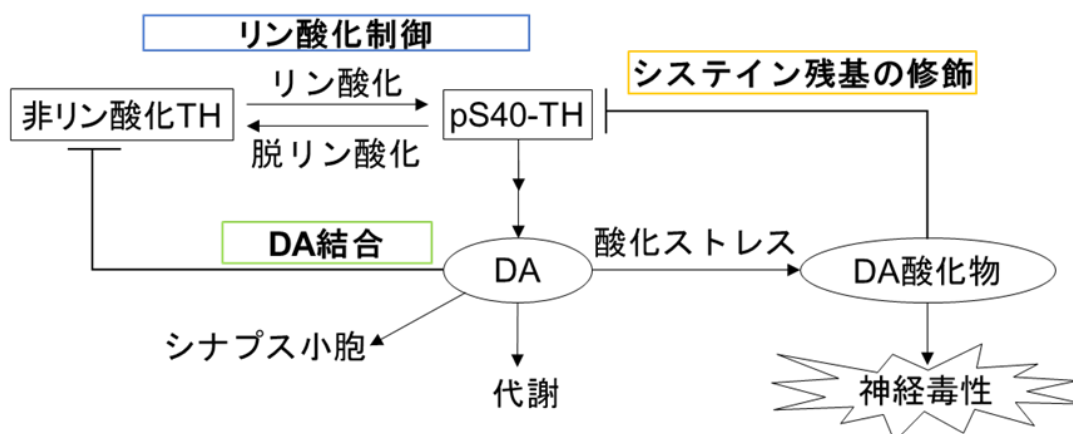 リン酸化制御
システイン残基の修飾
リン酸化
非リン酸化TH
pS40-TH
脱リン酸化
DA結合
酸化ストレス
DA
DA酸化物
シナプス小胞
代謝
神経毒性